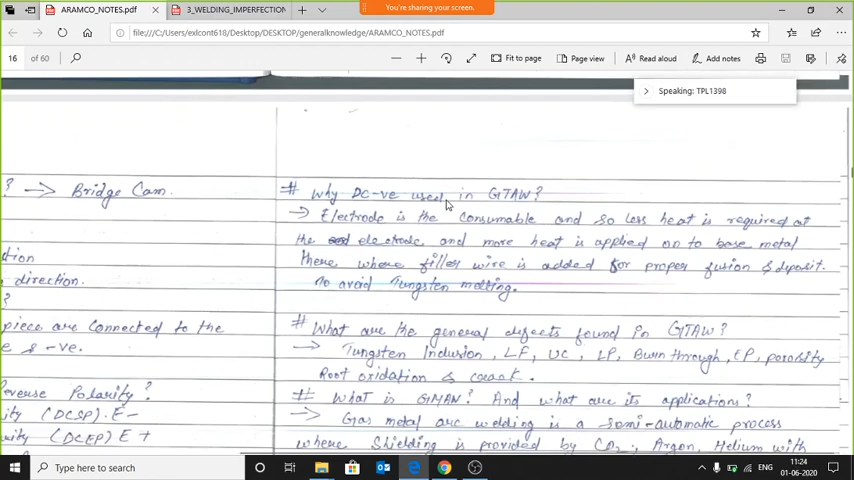 ARAMCO_NOTES.pdf
3_WELDING_IMPERFECTION
You're sharing your screen.
file:///C:/Users/exlcont618/Desktop/DESKTOP/generalknowledge/ARAMCO_NOTES.pdf
16 of 60
Fit to page
Page view
Read aloud
Add notes
Speaking: TPL1398
? → Bridge Cam.
tion
direction.
?
piece are connected to the
e & -ve.
everse Polarity?
ity (DCSP). E-
ity (DCEP) E +
# Why DC-ve used in GTAW?
→ Electrode is the consumable and so less heat is required at
the electrode and more heat is applied on to base metal
there where filler wire is added for proper fusion & deposit.
To avoid Tungsten melting.
# What are the general defects found in GTAW?
→ Tungsten Inclusion, LF, UC, LP, Burn through, EP, porosity
Root oxidation & crack.
# What is GMAW? And what are its applications?
→ Gas metal arc welding is a semi-automatic process
where Shielding is provided by CO2, Argon, Helium with
Type here to search
ENG
11:24
01-06-2020